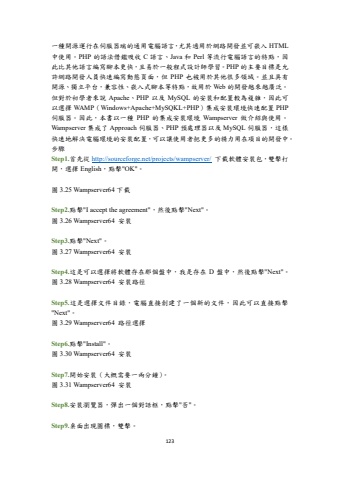 一種開源運行在伺服器端的通用電腦語言,尤其適用於網路開發並可嵌入 HTML
中使用。PHP 的語法借鑑吸收 C 語言、Java 和 Perl 等流行電腦語言的特點,因
此比其他語言編寫腳本更快,且易於一般程式設計師學習。PHP 的主要目標是允
許網路開發人員快速編寫動態頁面,但 PHP 也被用於其他很多領域。並且具有
開源、獨立平台、兼容性、嵌入式腳本等特點,故用於 Web 的開發越來越廣泛。
但對於初學者來說 Apache、PHP 以及 MySQL 的安裝和配置較為複雜,因此可
以選擇 WAMP(Windows+Apache+MySQKL+PHP)集成安裝環境快速配置 PHP
伺服器。因此,本書以一種 PHP 的集成安裝環境 Wampserver 做介紹與使用。
Wampserver 集成了 Approach 伺服器、PHP 預處理器以及 MySQL 伺服器,這樣
快速地解決電腦環境的安裝配置,可以讓使用者把更多的精力用在項目的開發中。
步驟
Step1.首先從 http://sourceforge.net/projects/wampserver/ 下載軟體安裝包,雙擊打
開,選擇 English,點擊"OK"。
圖 3.25 Wampserver64 下載
Step2.點擊"I accept the agreement",然後點擊"Next"。
圖 3.26 Wampserver64 安裝
Step3.點擊"Next"。
圖 3.27 Wampserver64 安裝
Step4.這是可以選擇將軟體存在那個盤中,我是存在 D 盤中,然後點擊"Next"。
圖 3.28 Wampserver64 安裝路徑
Step5.這是選擇文件目錄,電腦直接創建了一個新的文件,因此可以直接點擊
"Next"。
圖 3.29 Wampserver64 路徑選擇
Step6.點擊"Install"。
圖 3.30 Wampserver64 安裝
Step7.開始安裝(大概需要一兩分鐘)。
圖 3.31 Wampserver64 安裝
Step8.安裝瀏覽器,彈出一個對話框,點擊"否"。
Step9.桌面出現圖標,雙擊。
123